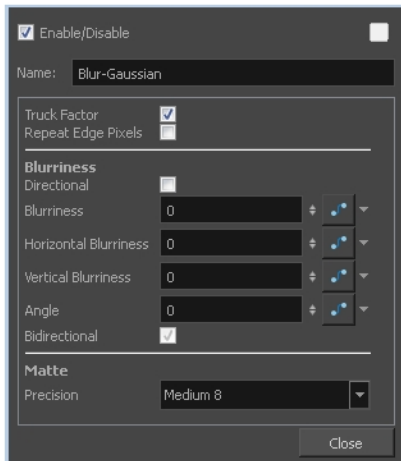 Enable/Disable
Name: Blur-Gaussian
Truck Factor
Repeat Edge Pixels
Blurriness
Directional
Blurriness 0
Horizontal Blurriness 0
Vertical Blurriness 0
Angle 0
Bidirectional
Matte
Precision Medium 8
Close